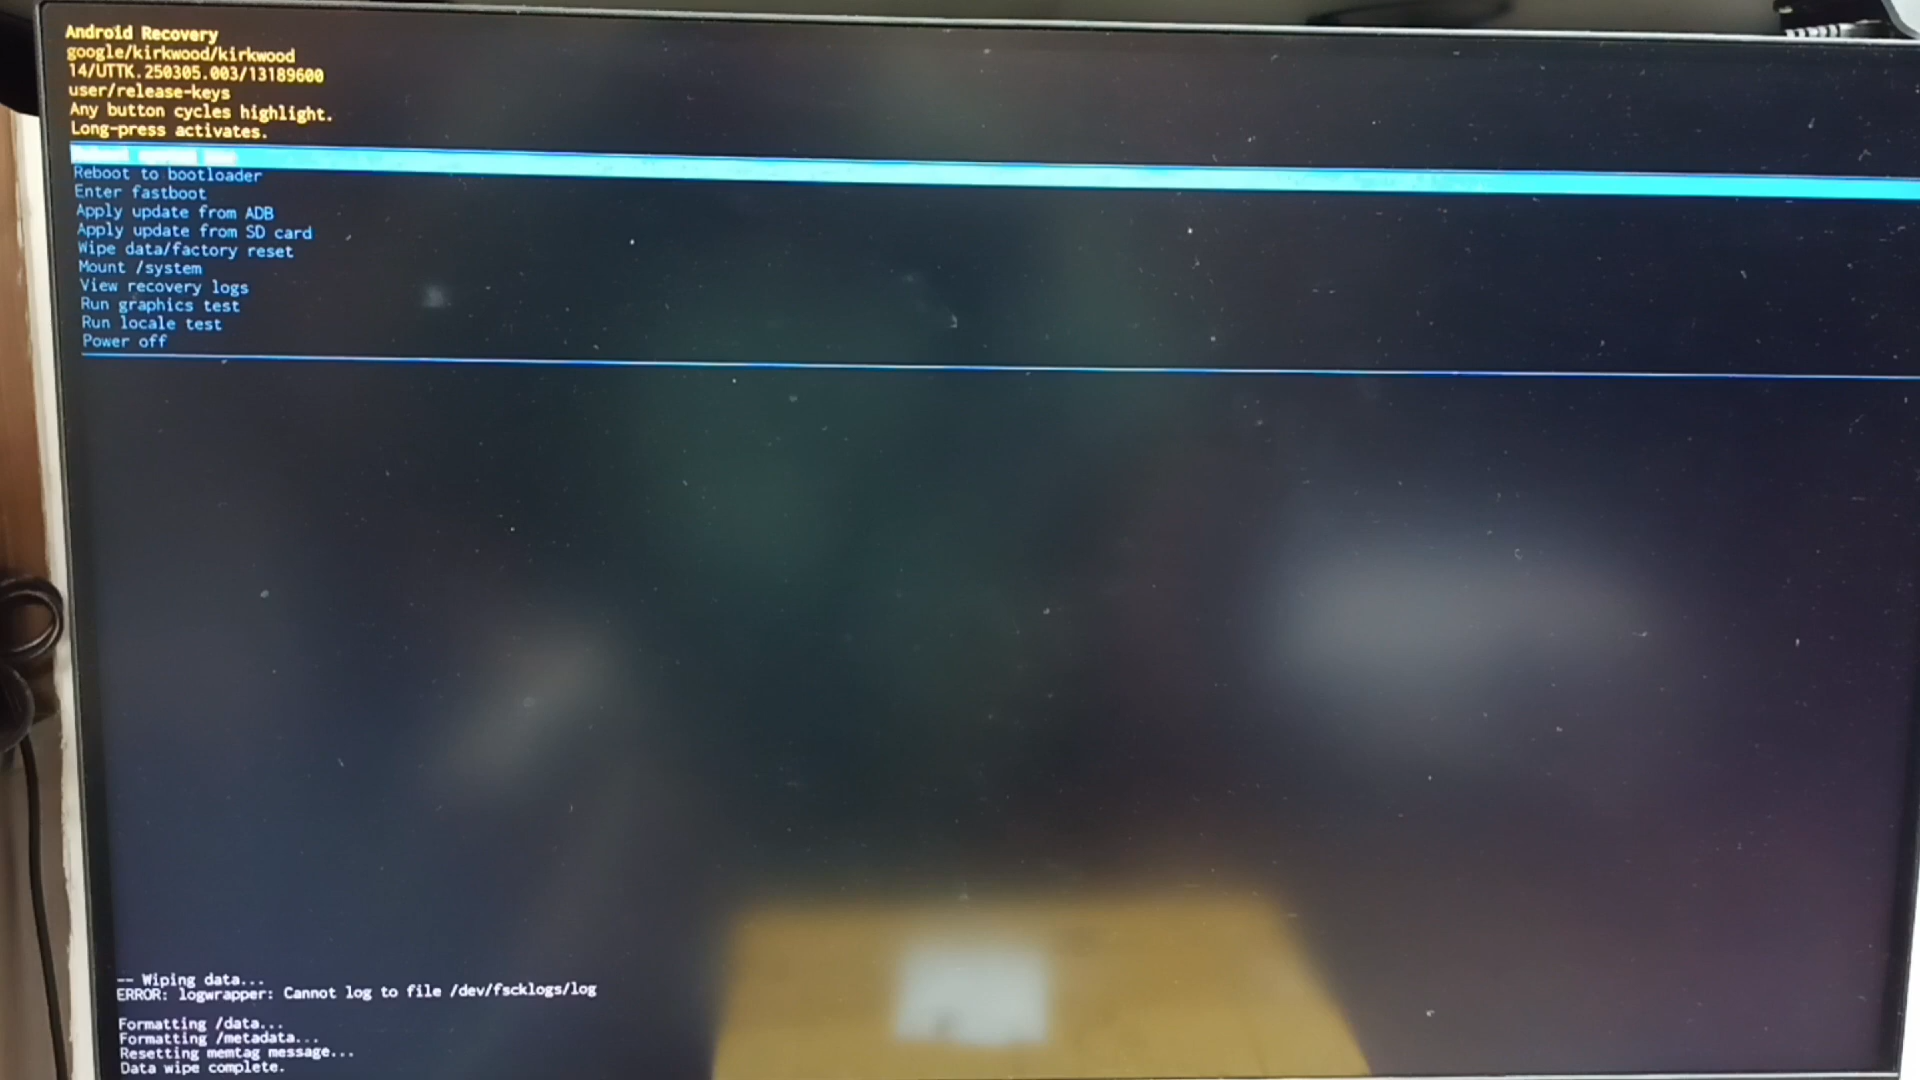 Android Recovery
google/kirkwood/kirkwood
14/UTTK.250305.003/13189600
user/release-keys
Any button cycles highlight.
Long-press activates.
Reboot to bootloader
Enter fastboot
Apply update from ADB
Apply update from SD card
Wipe data/factory reset
Mount /system
View recovery logs
Run graphics test
Run locale test
Power off
-- Wiping data...
ERROR: logwrapper: Cannot log to file /dev/fscklogs/log
Formatting /data...
Formatting /metadata...
Resetting memtag message...
Data wipe complete.